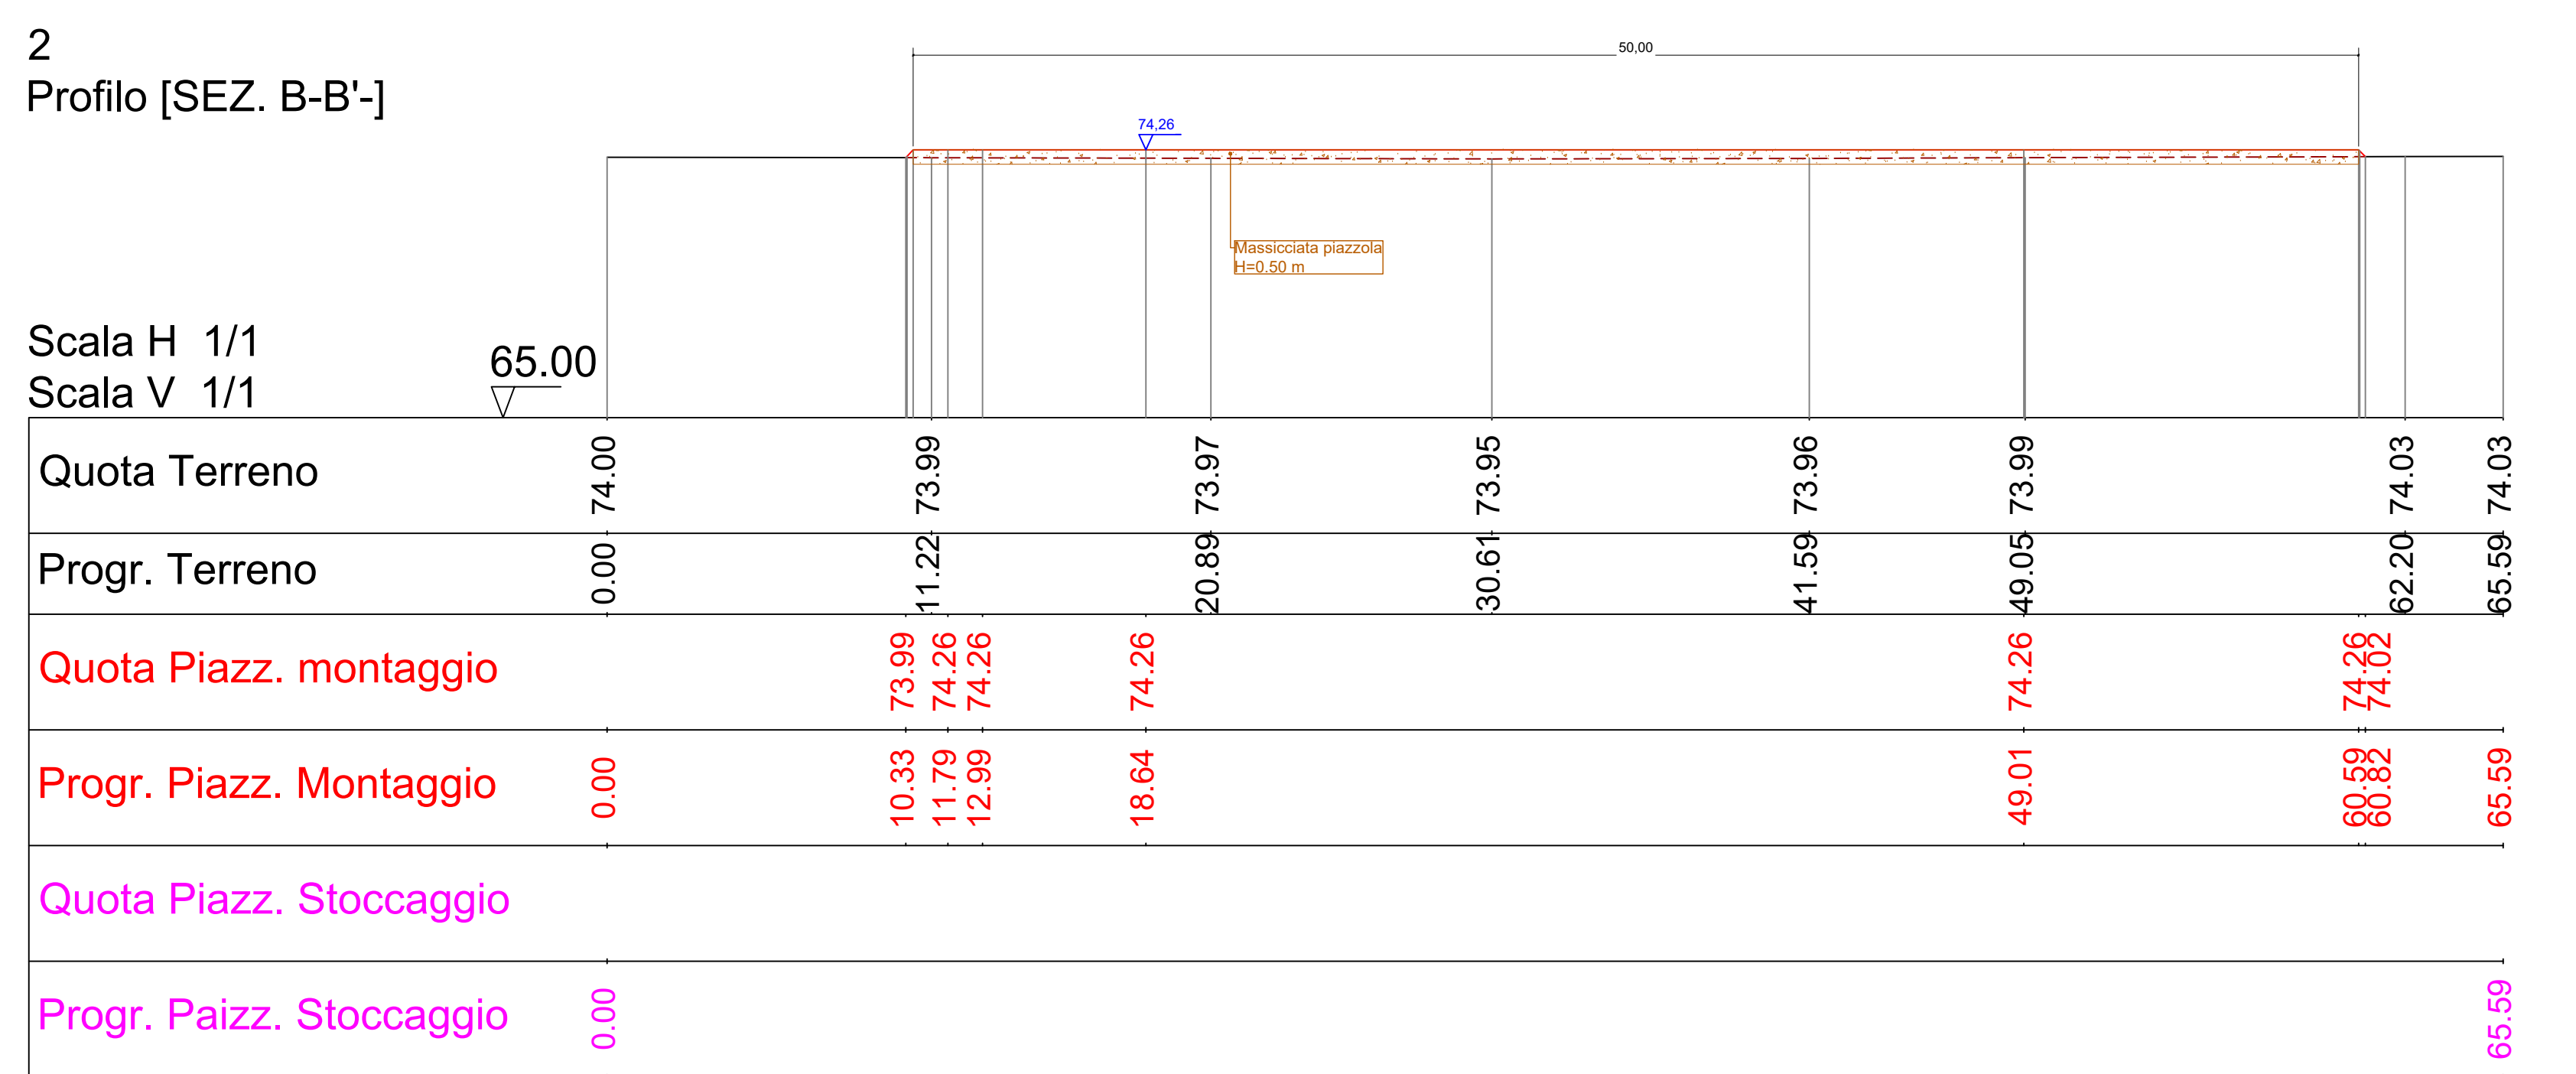 2
Profilo [SEZ. B-B'-]
50,00
74,26
Massicciata piazzola
H=0.50 m
Scala H 1/1
Scala V 1/1
65.00
Quota Terreno 74.00 73.99 73.97 73.95 73.96 73.99 74.03 74.03
Progr. Terreno 0.00 11.22 20.89 30.61 41.59 49.05 62.20 65.59
Quota Piazz. montaggio 73.99 74.26 74.26 74.26 74.26 74.26 74.02
Progr. Piazz. Montaggio 0.00 10.33 11.79 12.99 18.64 49.01 60.59 60.82 65.59
Quota Piazz. Stoccaggio
Progr. Paizz. Stoccaggio 0.00 65.59